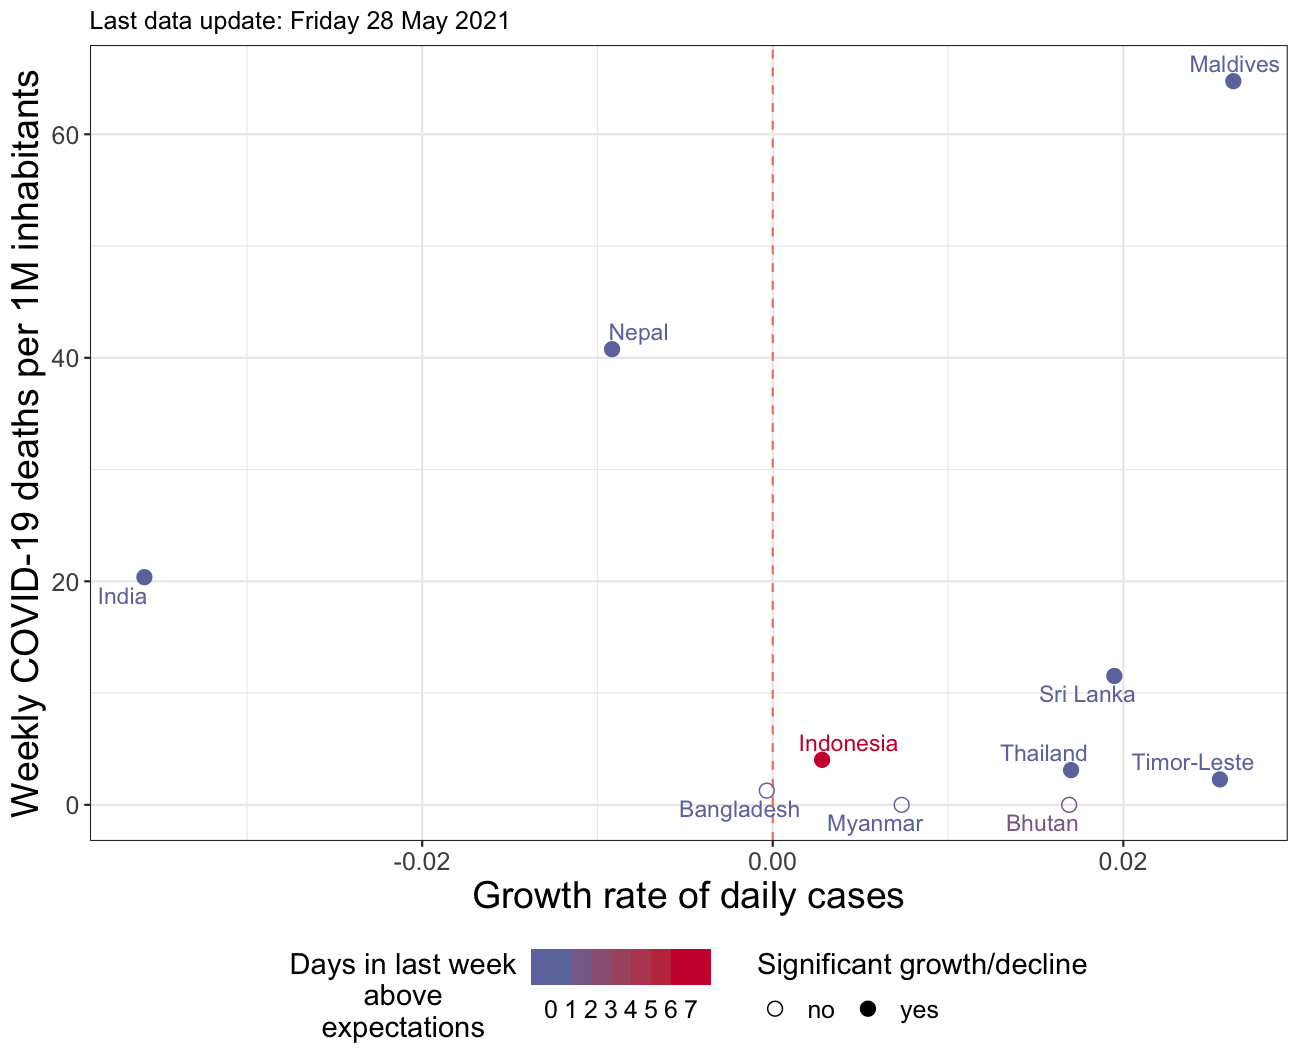 Last data update: Friday 28 May 2021
Weekly COVID-19 deaths per 1M inhabitants
60
40
20
0
Maldives
Nepal
India
Sri Lanka
Indonesia
Thailand
Timor-Leste
Bangladesh
Myanmar
Bhutan
-0.02
0.00
0.02
Growth rate of daily cases
Days in last week
above
expectations
0 1 2 3 4 5 6 7
Significant growth/decline
no
yes